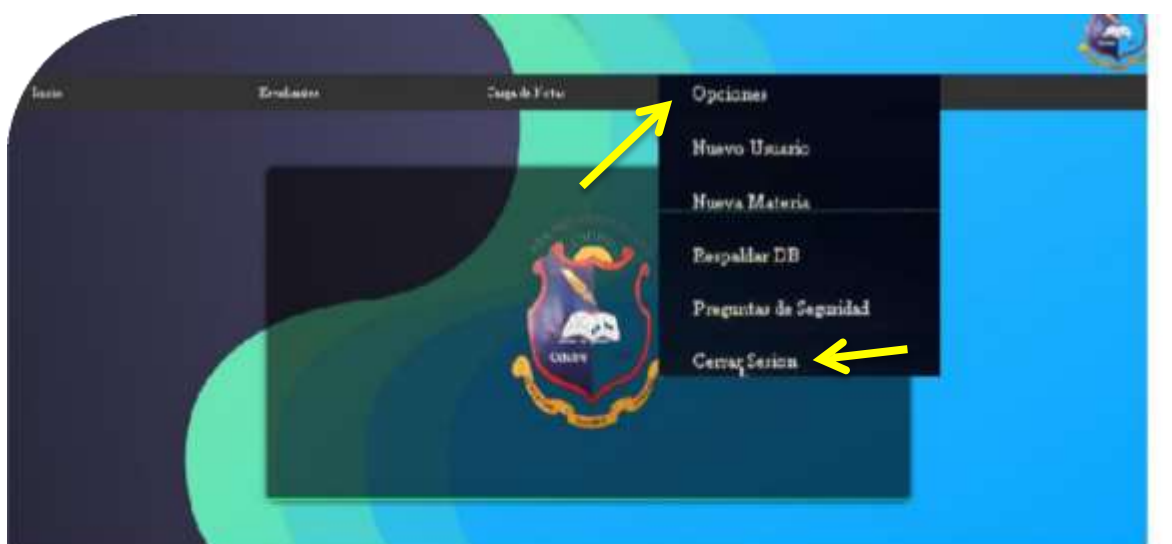 Inicio
Estudiantes
Carga de Notas
Opciones
Nuevo Usuario
Nueva Materia
Respaldar DB
Preguntas de Seguridad
Cerrar Sesion